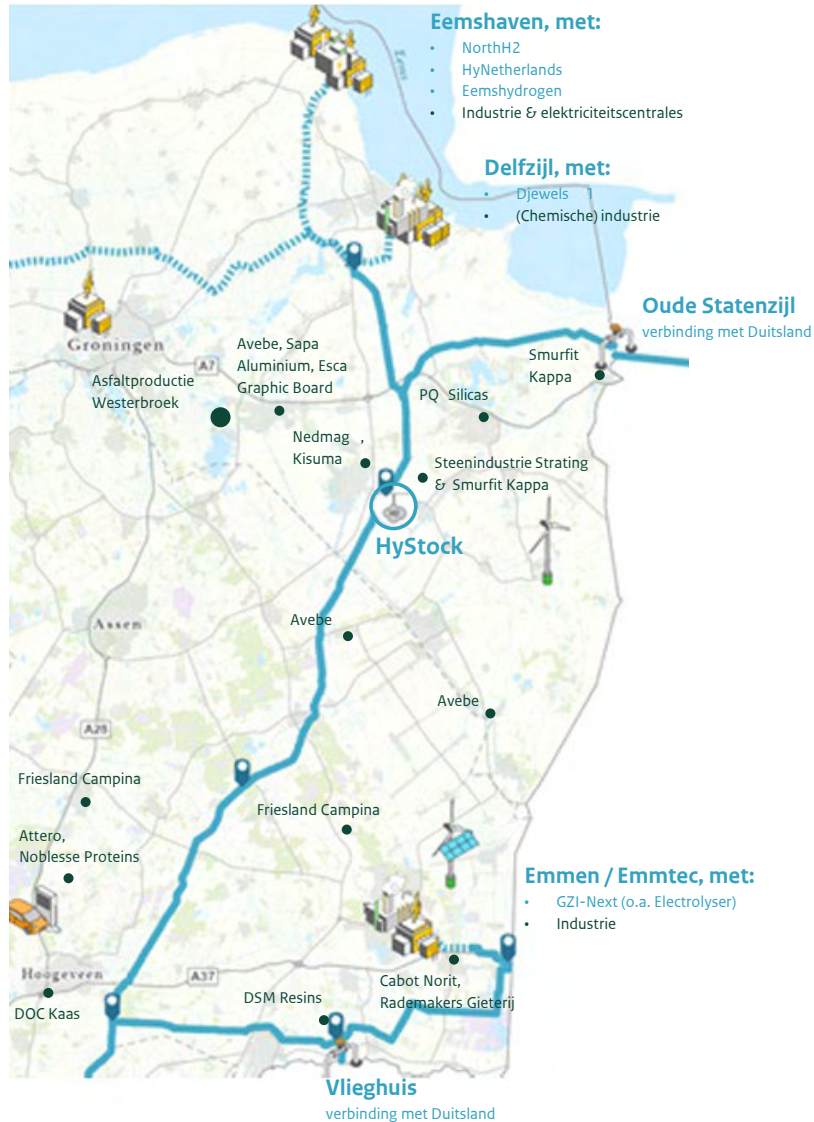 Eemshaven, met:
• NorthH2
• HyNetherlands
• Eemshydrogen
• Industrie & elektriciteitscentrales
Eems
Delfzijl, met:
• Djewels 1
• (Chemische) industrie
Oude Statenzijl
verbinding met Duitsland
Groningen
A7
Avebe, Sapa
Aluminium, Esca
Graphic Board
Smurfit
Kappa
Asfaltproductie
Westerbroek
PQ Silicas
Nedmag ,
Kisuma
Steenindustrie Strating
& Smurfit Kappa
HyStock
Assen
Avebe
Avebe
A28
Friesland Campina
Friesland Campina
Attero,
Noblesse Proteins
Emmen / Emmtec, met:
• GZI-Next (o.a. Electrolyser)
• Industrie
Hoogeveen
A37
Cabot Norit,
Rademakers Gieterij
DSM Resins
DOC Kaas
Vlieghuis
verbinding met Duitsland